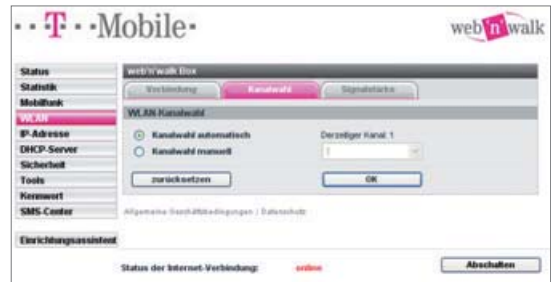 T Mobile
web'n'walk
Status
Statistik
Mobilfunk
WLAN
IP-Adresse
DHCP-Server
Sicherheit
Tools
Kennwort
SMS-Center
Einrichtungsassistent
web'n'walk Box
Verbindung Kanalwahl Signalstärke
WLAN-Kanalwahl
Kanalwahl automatisch Derzeitiger Kanal: 1
Kanalwahl manuell 1
zurücksetzen OK
Allgemeine Geschäftsbedingungen | Datenschutz
Status der Internet-Verbindung: online Abschalten